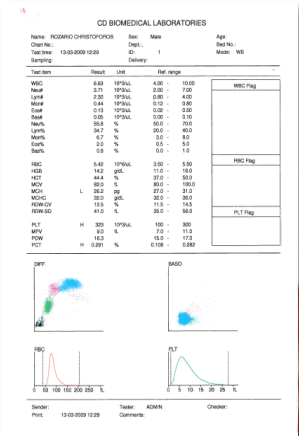 CD BIOMEDICAL LABORATORIES
Name: ROZARIO CHRISTOFOROS Sex: Male Age:
Chart No.: Dept.: Bed No.:
Test time: 13-03-2009 12:29 ID: 1 Mode: WB
Sampling: Delivery:
Test item Result Unit Ref. range
WBC 6.63 10^3/uL 4.00 - 10.00 WBC Flag
Neu# 3.71 10^3/uL 2.00 - 7.00
Lym# 2.30 10^3/uL 0.80 - 4.00
Mon# 0.44 10^3/uL 0.12 - 0.80
Eos# 0.13 10^3/uL 0.02 - 0.50
Bas# 0.05 10^3/uL 0.00 - 0.10
Neu% 55.8 % 50.0 - 70.0
Lym% 34.7 % 20.0 - 40.0
Mon% 6.7 % 3.0 - 8.0
Eos% 2.0 % 0.5 - 5.0
Bas% 0.8 % 0.0 - 1.0
RBC 5.42 10^6/uL 3.50 - 5.50 RBC Flag
HGB 14.2 g/dL 11.0 - 16.0
HCT 44.4 % 37.0 - 50.0
MCV 82.0 fL 80.0 - 100.0
MCH L 26.2 pg 27.0 - 31.0
MCHC 32.0 g/dL 32.0 - 36.0
RDW-CV 13.5 % 11.5 - 14.5
RDW-SD 41.0 fL 35.0 - 56.0 PLT Flag
PLT H 323 10^3/uL 100 - 300
MPV 9.0 fL 7.0 - 11.0
PDW 16.3 15.0 - 17.0
PCT H 0.291 % 0.108 - 0.282
DIFF BASO
RBC PLT
0 50 100 150 200 250 fL 0 5 10 15 20 25 fL
Sender: Tester: ADMIN Checker:
Print: 13-03-2009 12:29 Comments: